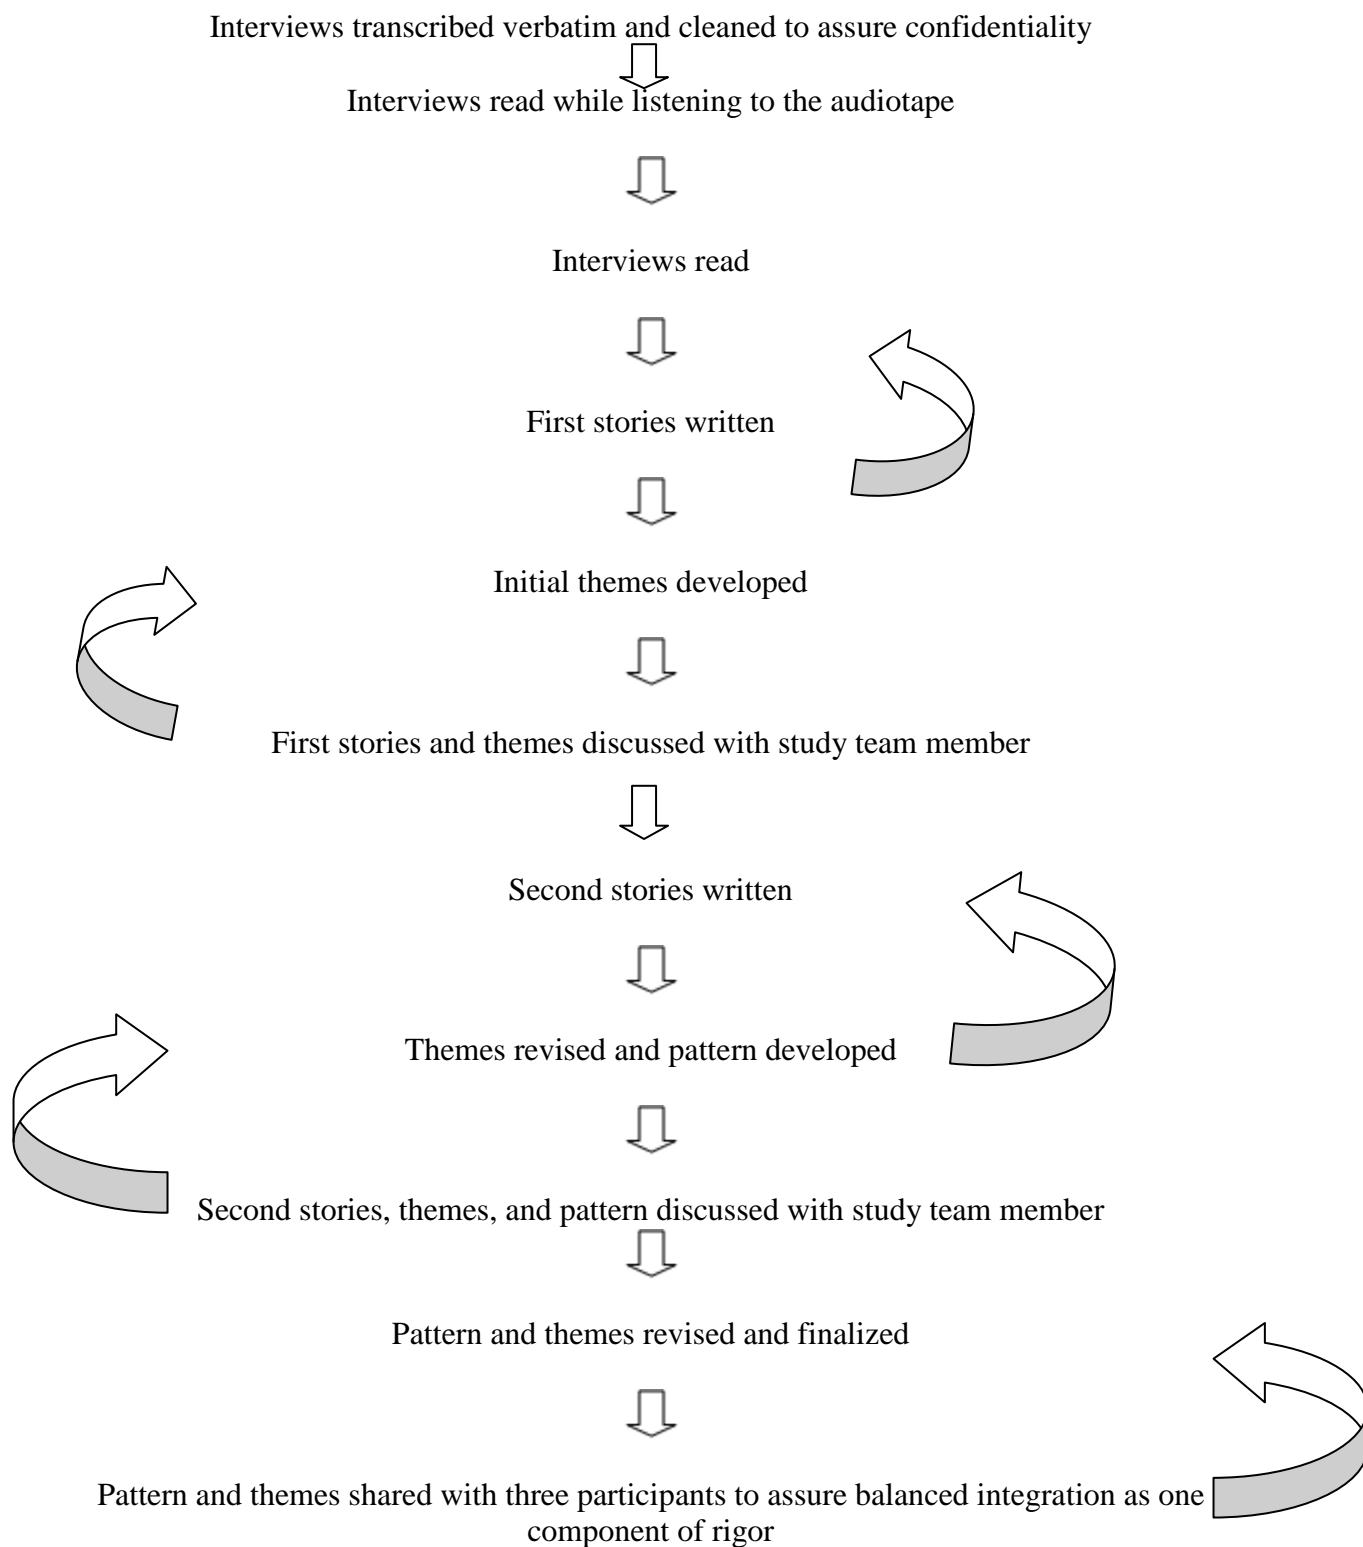 Interviews transcribed verbatim and cleaned to assure confidentiality
Interviews read while listening to the audiotape
Interviews read
First stories written
Initial themes developed
First stories and themes discussed with study team member
Second stories written
Themes revised and pattern developed
Second stories, themes, and pattern discussed with study team member
Pattern and themes revised and finalized
Pattern and themes shared with three participants to assure balanced integration as one
component of rigor